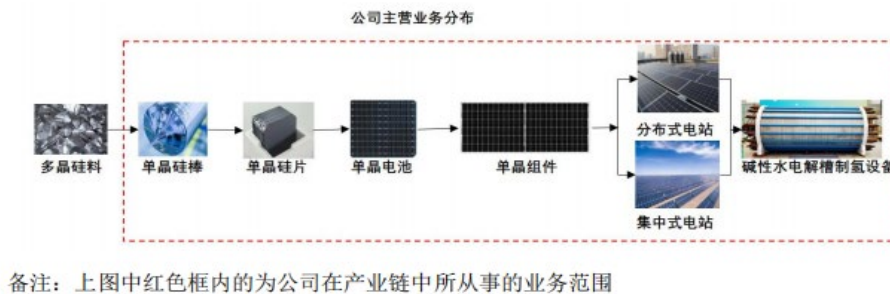 公司主营业务分布
多晶硅料
单晶硅棒
单晶硅片
单晶电池
单晶组件
分布式电站
集中式电站
碱性水电解槽制氢设备
备注：上图中红色框内的为公司在产业链中所从事的业务范围